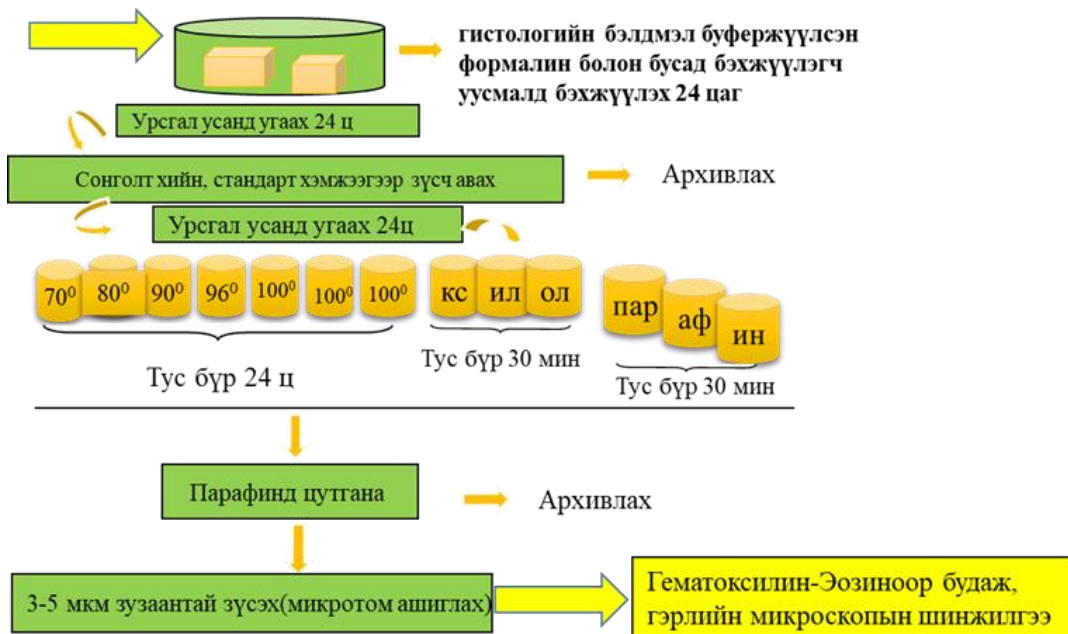 гистологийн бэлдмэл буфержүүлсэн
формалин болон бусад бэхжүүлэгч
уусмалд бэхжүүлэх 24 цаг
Урсгал усанд угаах 24 ц
Сонголт хийн, стандарт хэмжээгээр зүсч авах
Архивлах
Урсгал усанд угаах 24ц
70⁰ 80⁰ 90⁰ 96⁰ 100⁰ 100⁰ 100⁰
кс ил ол
пар аф ин
Тус бүр 24 ц
Тус бүр 30 мин
Тус бүр 30 мин
Парафинд цутгана
Архивлах
3-5 мкм зузаантай зүсэх(микротом ашиглах)
Гематоксилин-Эозиноор будаж,
гэрлийн микроскопын шинжилгээ